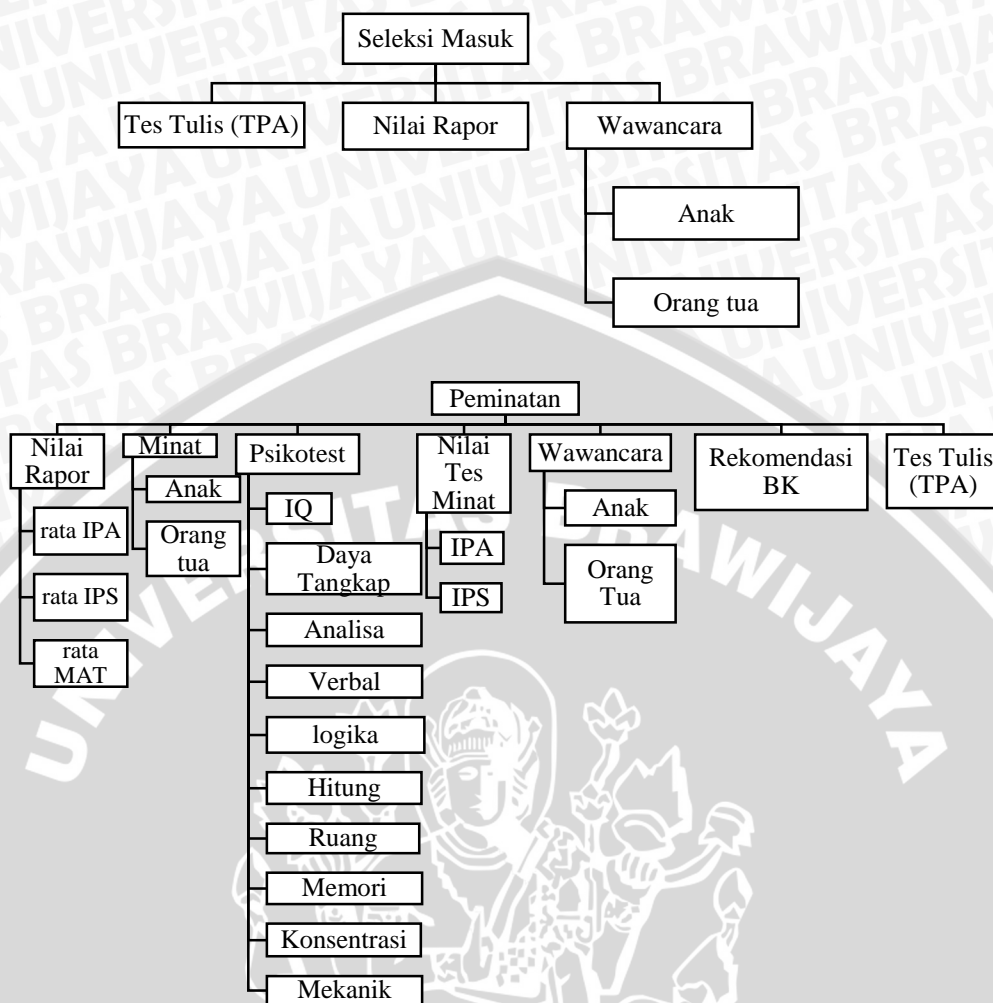 Seleksi Masuk
Tes Tulis (TPA)
Nilai Rapor
Wawancara
Anak
Orang tua
Peminatan
Nilai
Rapor
rata IPA
rata IPS
rata
MAT
Minat
Anak
Orang
tua
Psikotest
IQ
Daya
Tangkap
Analisa
Verbal
logika
Hitung
Ruang
Memori
Konsentrasi
Mekanik
Nilai
Tes
Minat
IPA
IPS
Wawancara
Anak
Orang
Tua
Rekomendasi
BK
Tes Tulis
(TPA)
UNIVERSITAS BRAWIJAYA